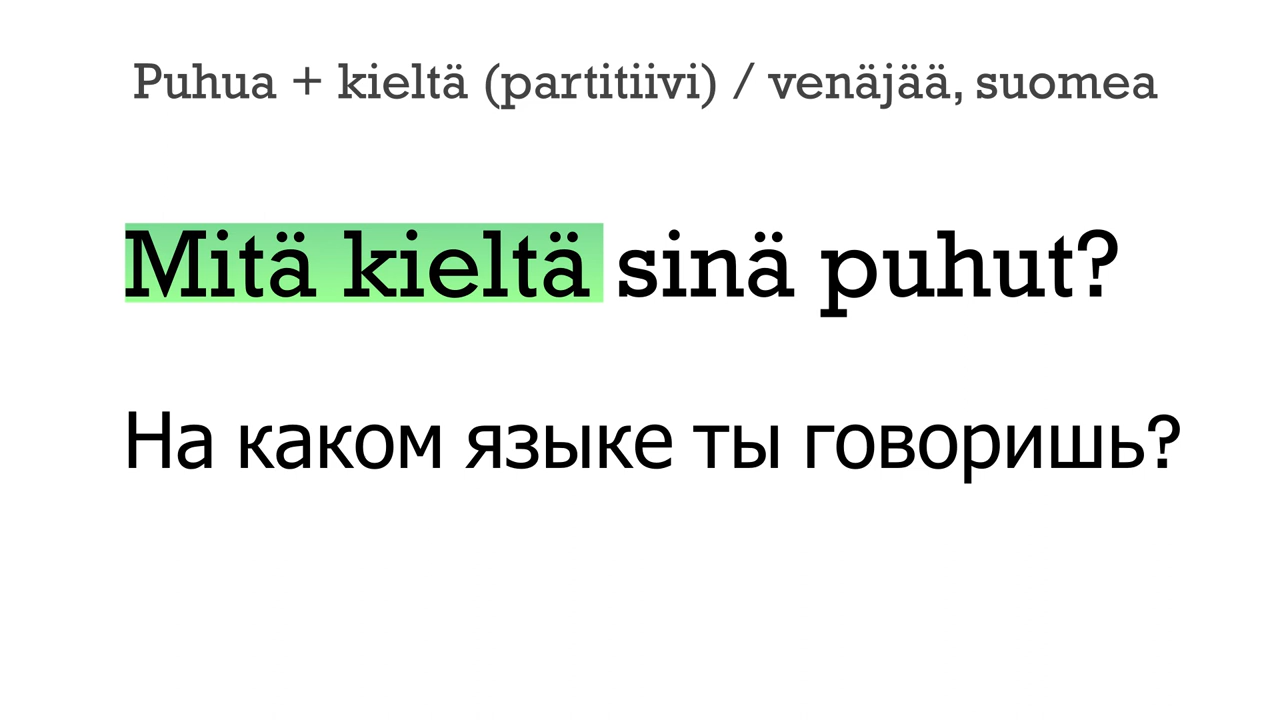 Puhua + kieltä (partitiivi) / venäjää, suomea
Mitä kieltä sinä puhut?
На каком языке ты говоришь?